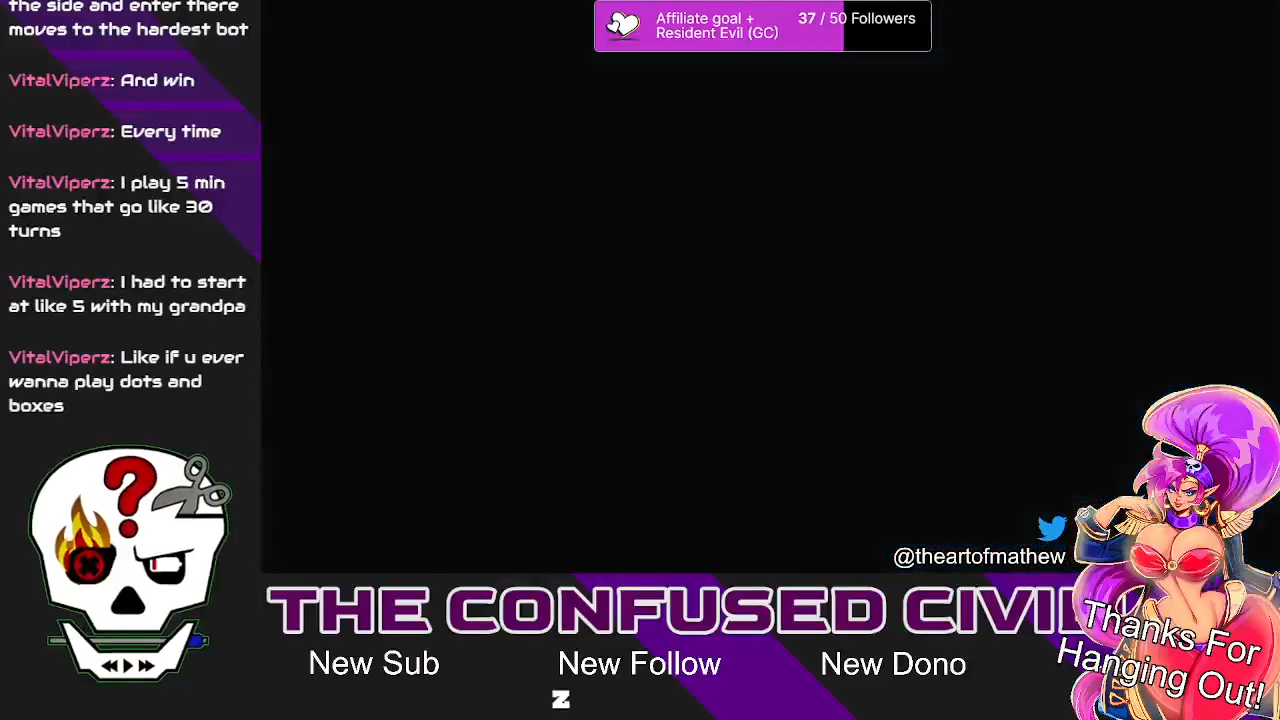 the side and enter there
moves to the hardest bot
VitalViperz: And win
VitalViperz: Every time
VitalViperz: I play 5 min
games that go like 30
turns
VitalViperz: I had to start
at like 5 with my grandpa
VitalViperz: Like if u ever
wanna play dots and
boxes
Affiliate goal +
Resident Evil (GC)
37 / 50 Followers
@theartofmathew
THE CONFUSED CIVI
New Sub
New Follow
New Dono
z
Thanks For
Hanging Out!